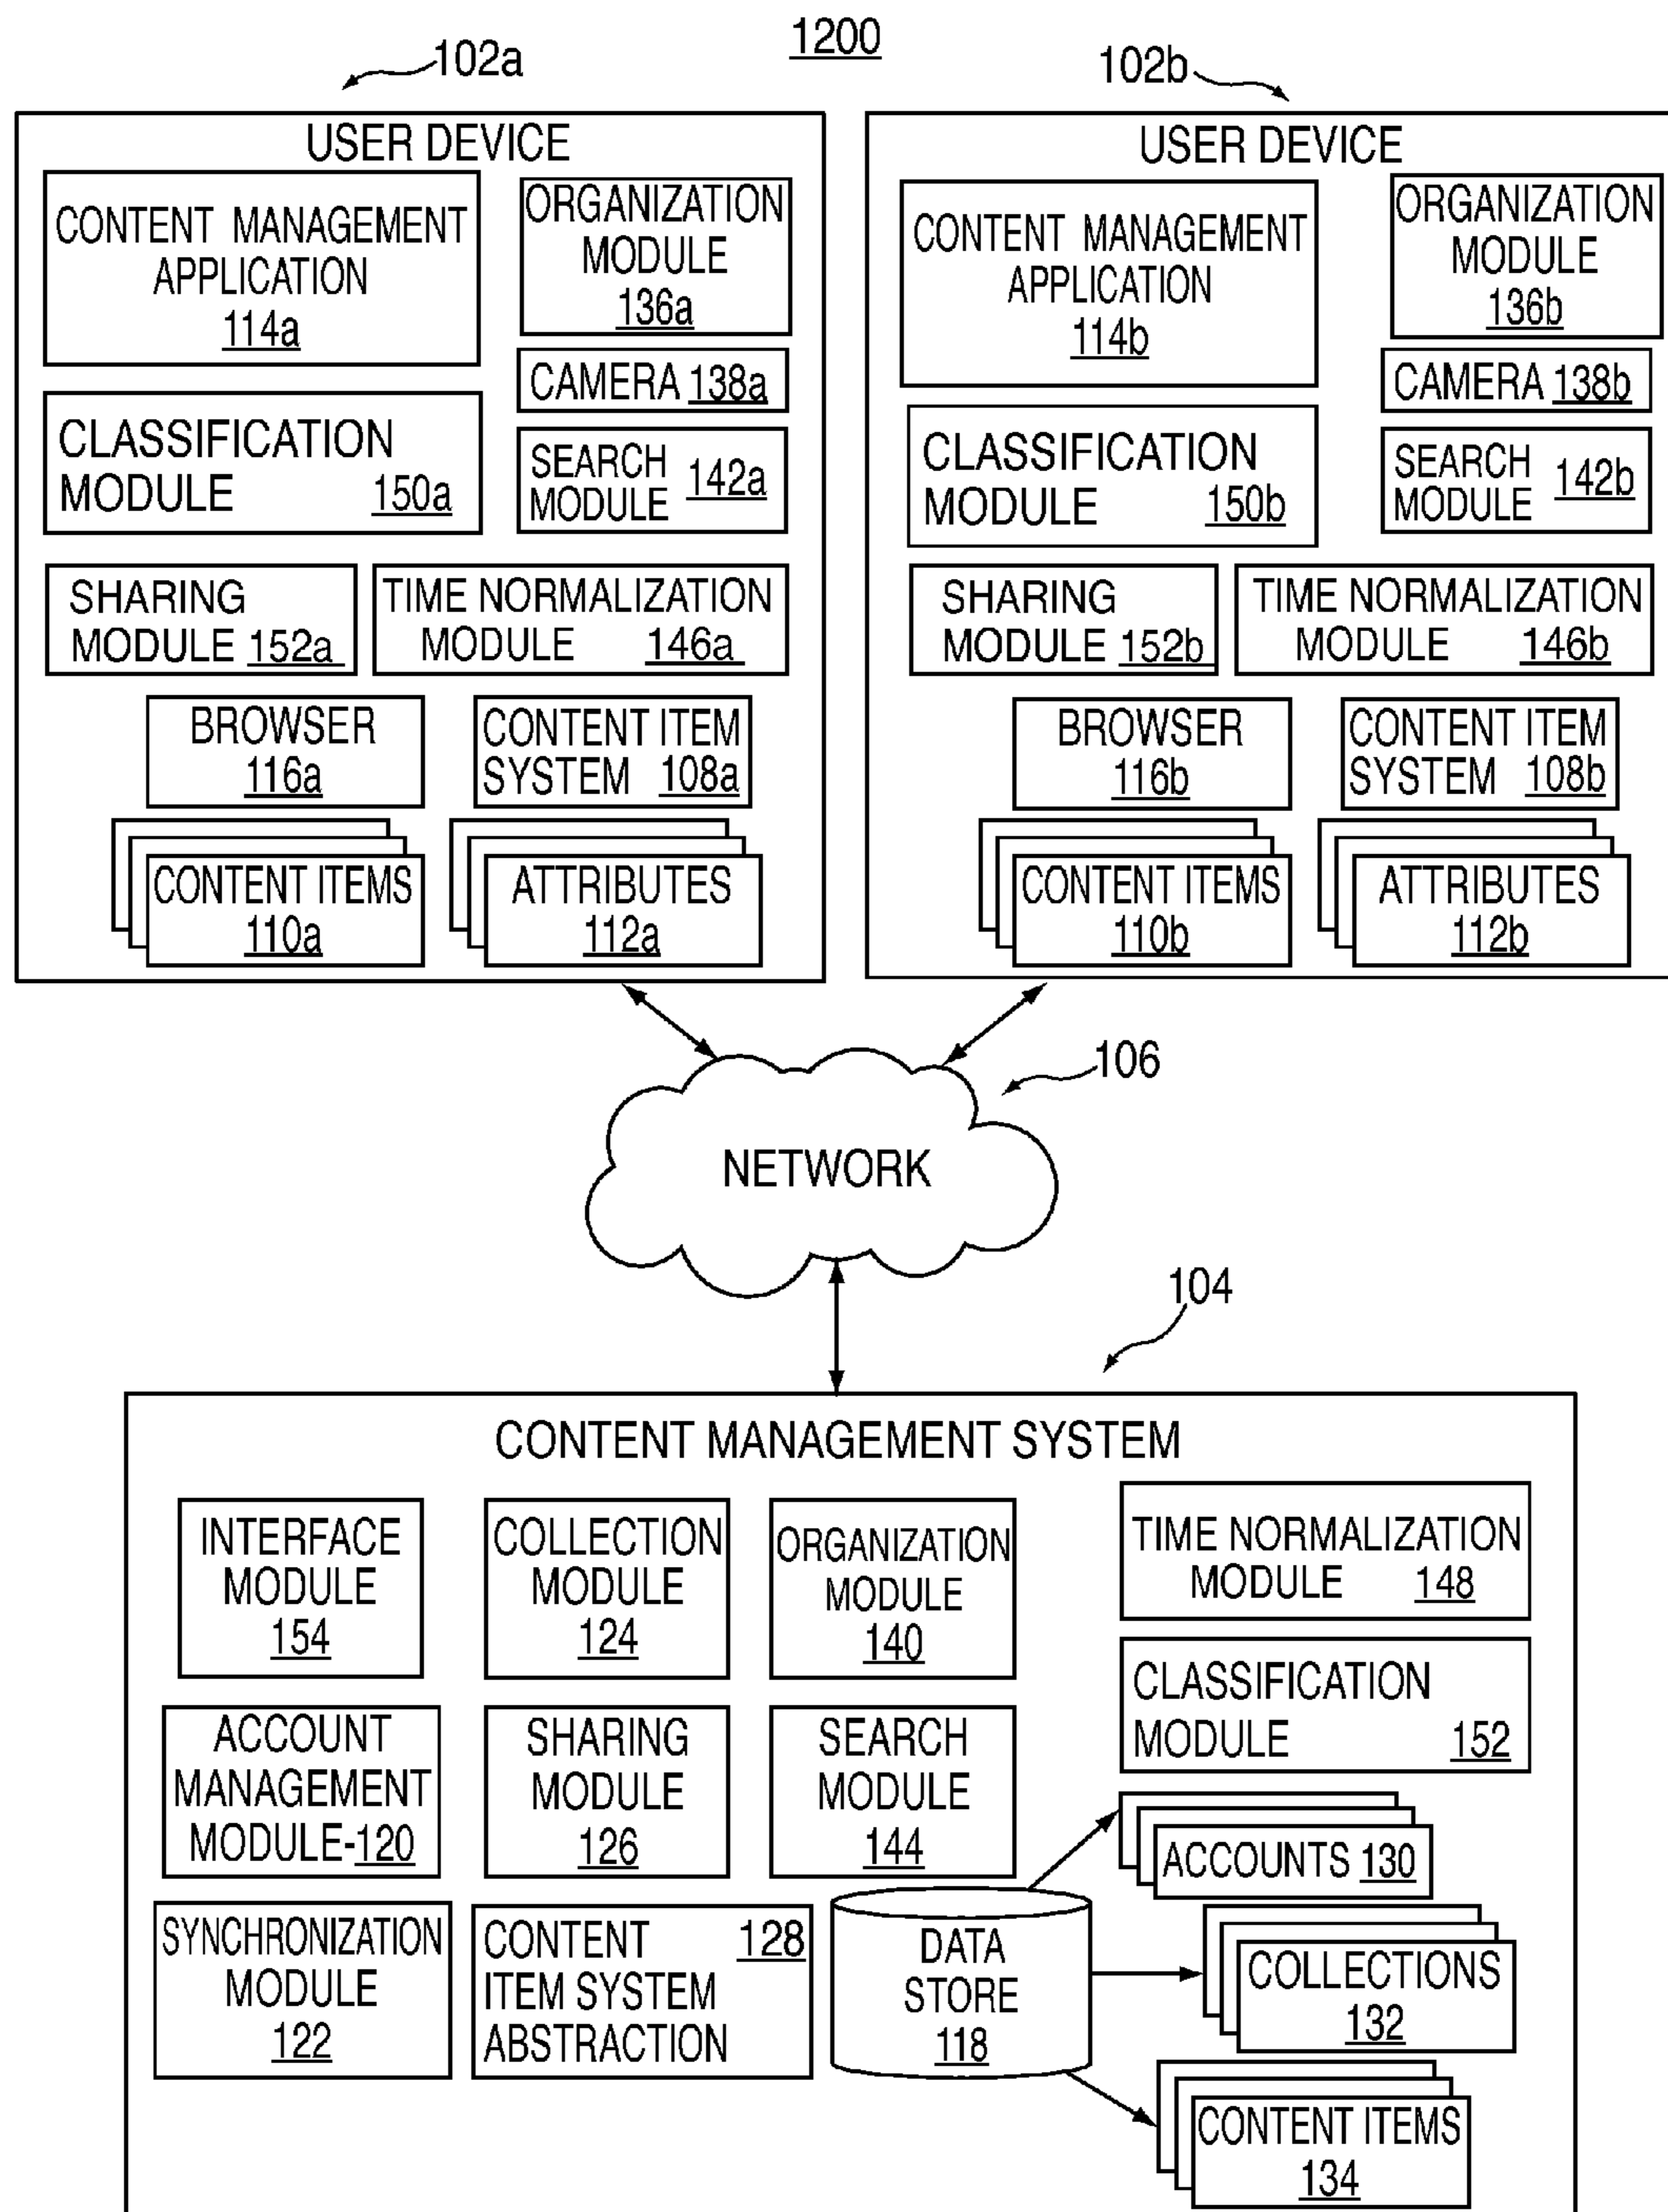 1200
102a
102b
USER DEVICE
CONTENT MANAGEMENT
APPLICATION
114a
ORGANIZATION
MODULE
136a
CAMERA 138a
CLASSIFICATION
MODULE 150a
SEARCH
MODULE 142a
SHARING
MODULE 152a
TIME NORMALIZATION
MODULE 146a
BROWSER
116a
CONTENT ITEM
SYSTEM 108a
CONTENT ITEMS
110a
ATTRIBUTES
112a
USER DEVICE
CONTENT MANAGEMENT
APPLICATION
114b
ORGANIZATION
MODULE
136b
CAMERA 138b
CLASSIFICATION
MODULE 150b
SEARCH
MODULE 142b
SHARING
MODULE 152b
TIME NORMALIZATION
MODULE 146b
BROWSER
116b
CONTENT ITEM
SYSTEM 108b
CONTENT ITEMS
110b
ATTRIBUTES
112b
106
NETWORK
104
CONTENT MANAGEMENT SYSTEM
INTERFACE
MODULE
154
COLLECTION
MODULE
124
ORGANIZATION
MODULE
140
TIME NORMALIZATION
MODULE 148
CLASSIFICATION
MODULE 152
ACCOUNT
MANAGEMENT
MODULE-120
SHARING
MODULE
126
SEARCH
MODULE
144
ACCOUNTS 130
SYNCHRONIZATION
MODULE
122
CONTENT 128
ITEM SYSTEM
ABSTRACTION
DATA
STORE
118
COLLECTIONS
132
CONTENT ITEMS
134